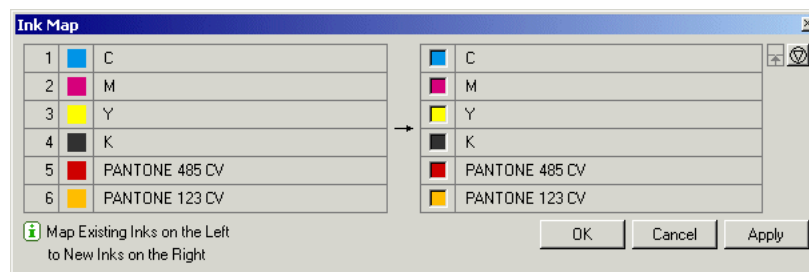 Ink Map
1 C C
2 M M
3 Y Y
4 K K
5 PANTONE 485 CV PANTONE 485 CV
6 PANTONE 123 CV PANTONE 123 CV
Map Existing Inks on the Left
to New Inks on the Right
OK Cancel Apply